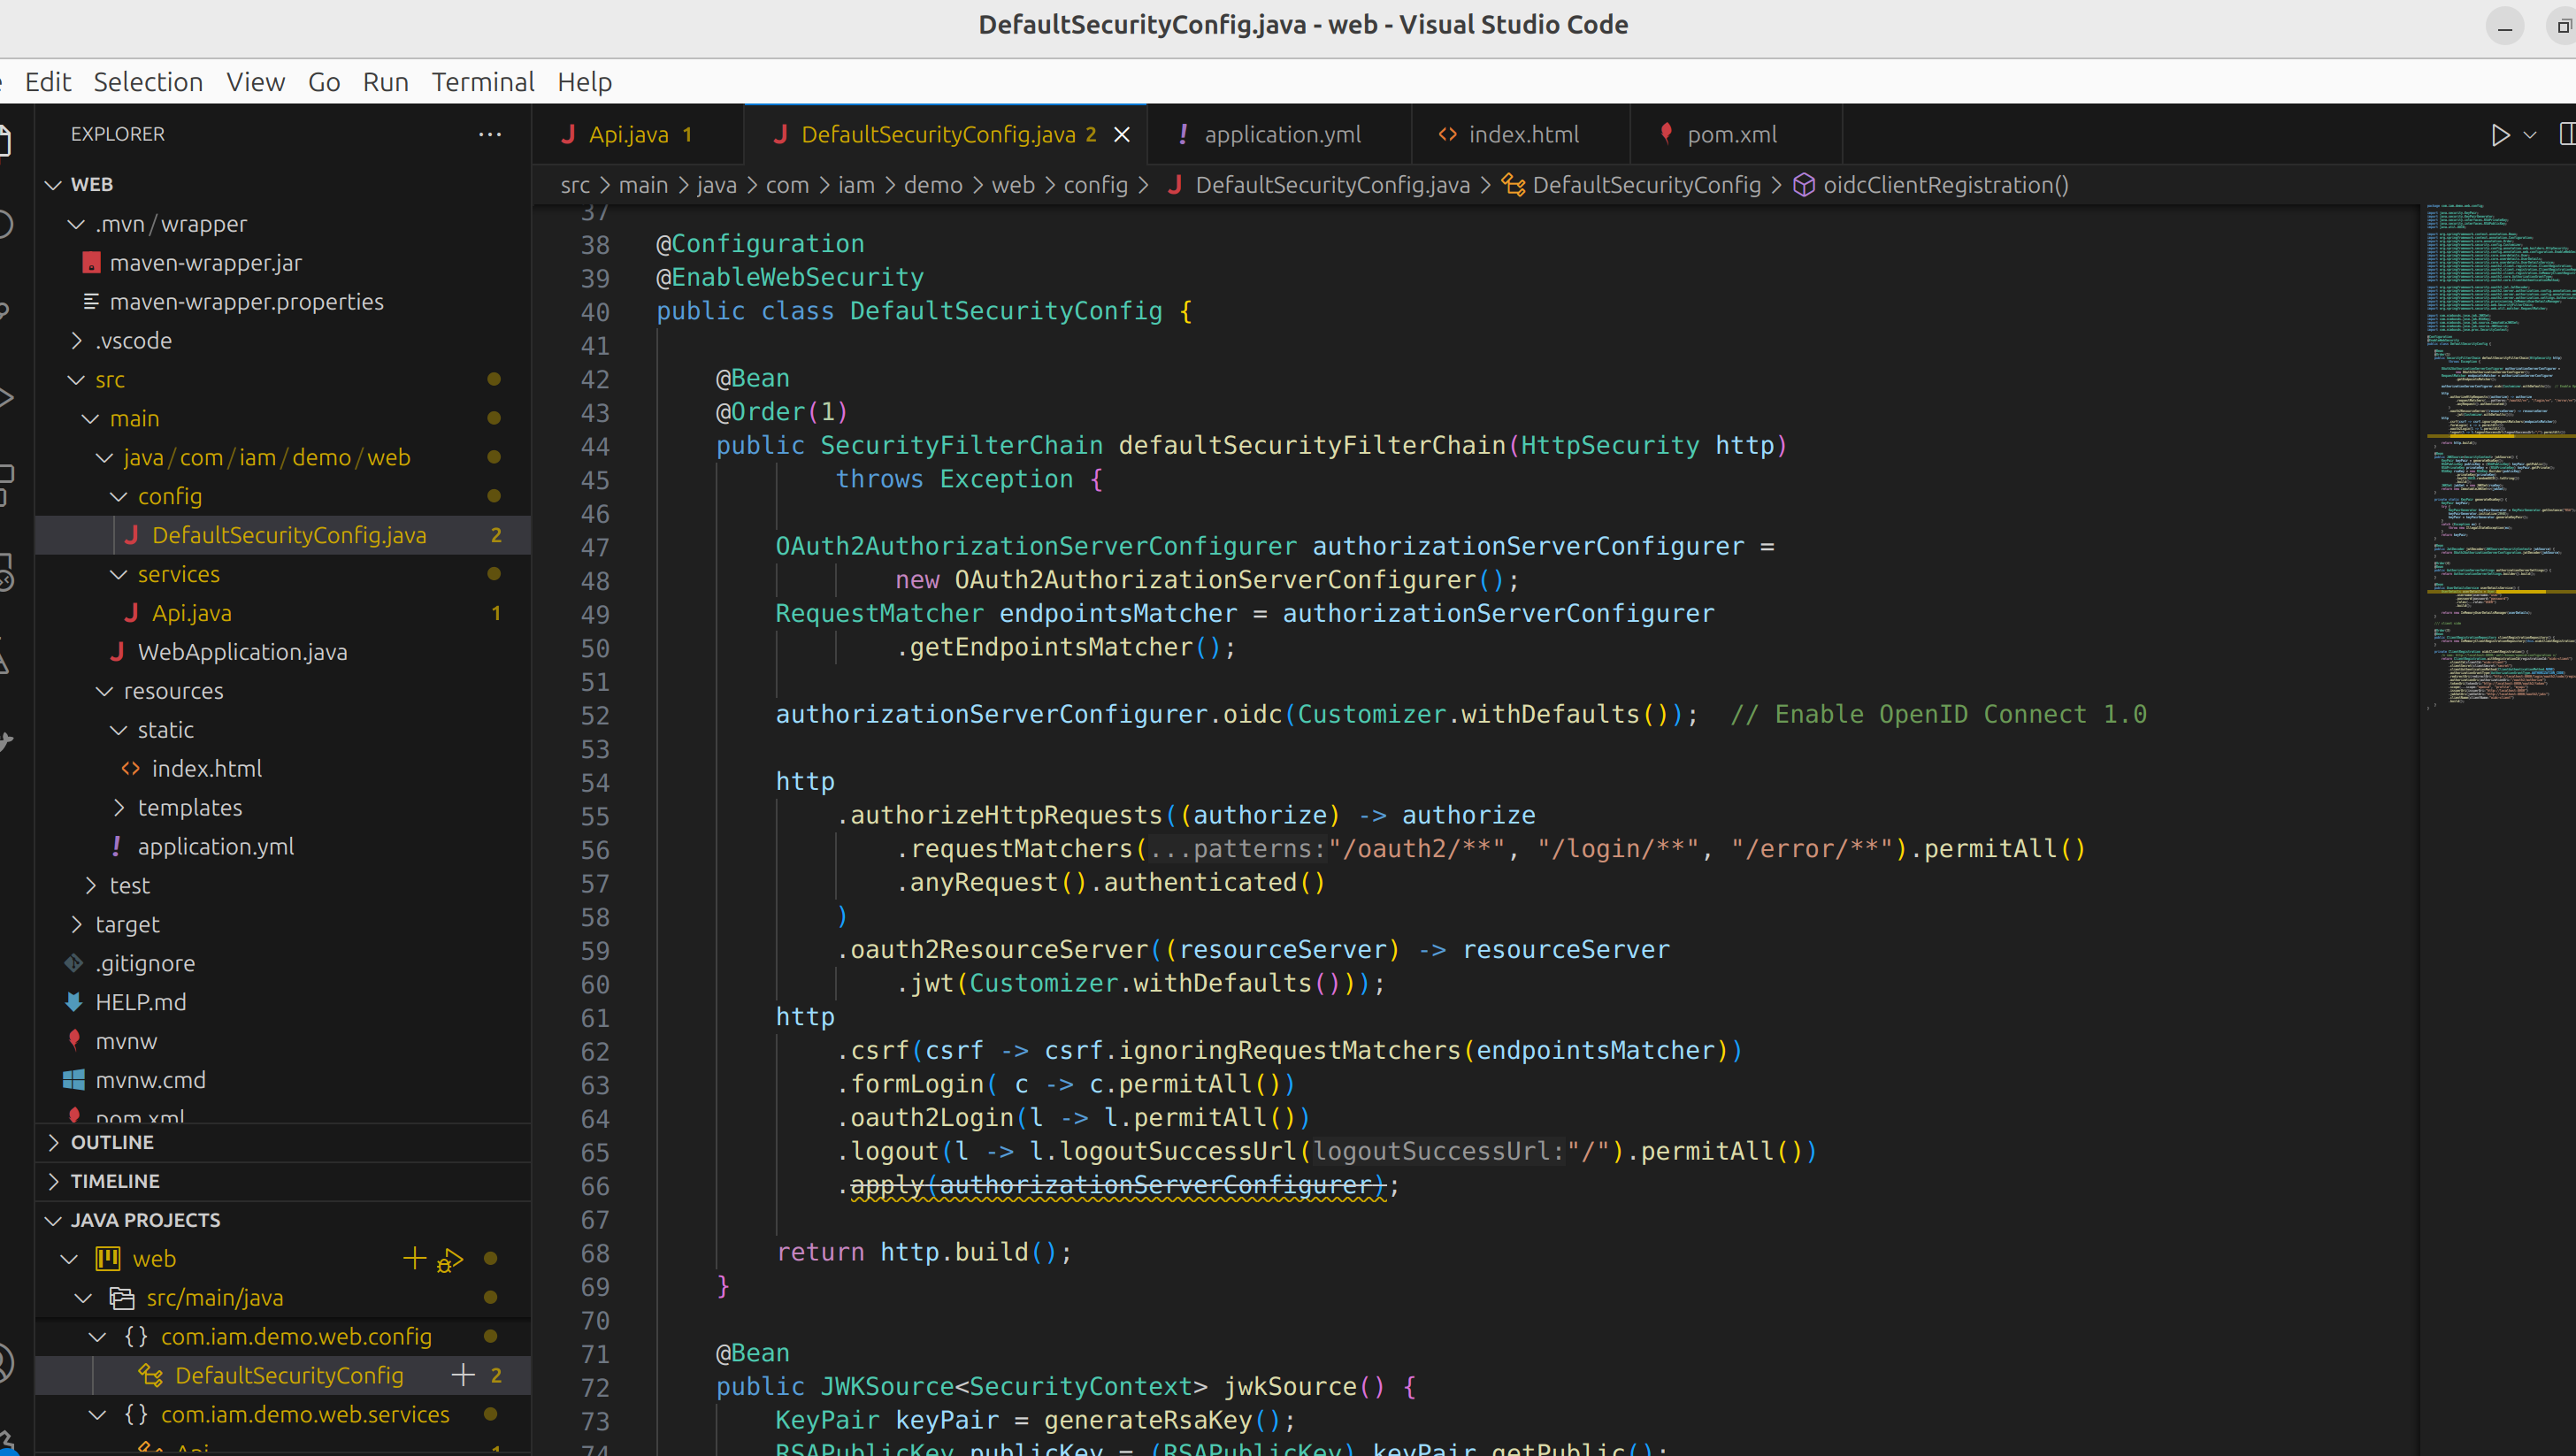 DefaultSecurityConfig.java - web - Visual Studio Code
Edit Selection View Go Run Terminal Help
EXPLORER
WEB
.mvn / wrapper
maven-wrapper.jar
maven-wrapper.properties
.vscode
src
main
java / com / iam / demo / web
config
DefaultSecurityConfig.java 2
services
Api.java 1
WebApplication.java
resources
static
index.html
templates
application.yml
test
target
.gitignore
HELP.md
mvnw
mvnw.cmd
pom.xml
OUTLINE
TIMELINE
JAVA PROJECTS
web
src/main/java
com.iam.demo.web.config
DefaultSecurityConfig 2
com.iam.demo.web.services
Api 1
Api.java 1
DefaultSecurityConfig.java 2
application.yml
index.html
pom.xml
src > main > java > com > iam > demo > web > config > DefaultSecurityConfig.java > DefaultSecurityConfig > oidcClientRegistration()
37
38 @Configuration
39 @EnableWebSecurity
40 public class DefaultSecurityConfig {
41
42 @Bean
43 @Order(1)
44 public SecurityFilterChain defaultSecurityFilterChain(HttpSecurity http)
45 throws Exception {
46
47 OAuth2AuthorizationServerConfigurer authorizationServerConfigurer =
48 new OAuth2AuthorizationServerConfigurer();
49 RequestMatcher endpointsMatcher = authorizationServerConfigurer
50 .getEndpointsMatcher();
51
52 authorizationServerConfigurer.oidc(Customizer.withDefaults()); // Enable OpenID Connect 1.0
53
54 http
55 .authorizeHttpRequests((authorize) -> authorize
56 .requestMatchers(...patterns:"/oauth2/**", "/login/**", "/error/**").permitAll()
57 .anyRequest().authenticated()
58 )
59 .oauth2ResourceServer((resourceServer) -> resourceServer
60 .jwt(Customizer.withDefaults()));
61 http
62 .csrf(csrf -> csrf.ignoringRequestMatchers(endpointsMatcher))
63 .formLogin( c -> c.permitAll())
64 .oauth2Login(l -> l.permitAll())
65 .logout(l -> l.logoutSuccessUrl(logoutSuccessUrl:"/").permitAll())
66 .apply(authorizationServerConfigurer);
67
68 return http.build();
69 }
70
71 @Bean
72 public JWKSource<SecurityContext> jwkSource() {
73 KeyPair keyPair = generateRsaKey();
74 RSAPublicKey publicKey = (RSAPublicKey) keyPair.getPublic();